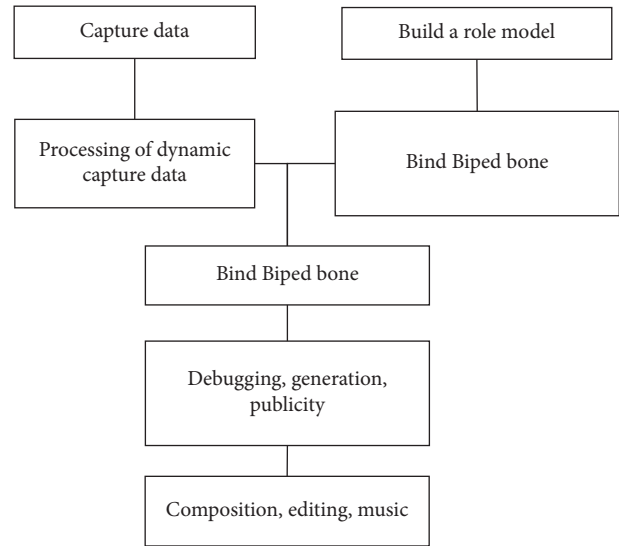 Capture data
Build a role model
Processing of dynamic
capture data
Bind Biped bone
Bind Biped bone
Debugging, generation,
publicity
Composition, editing, music